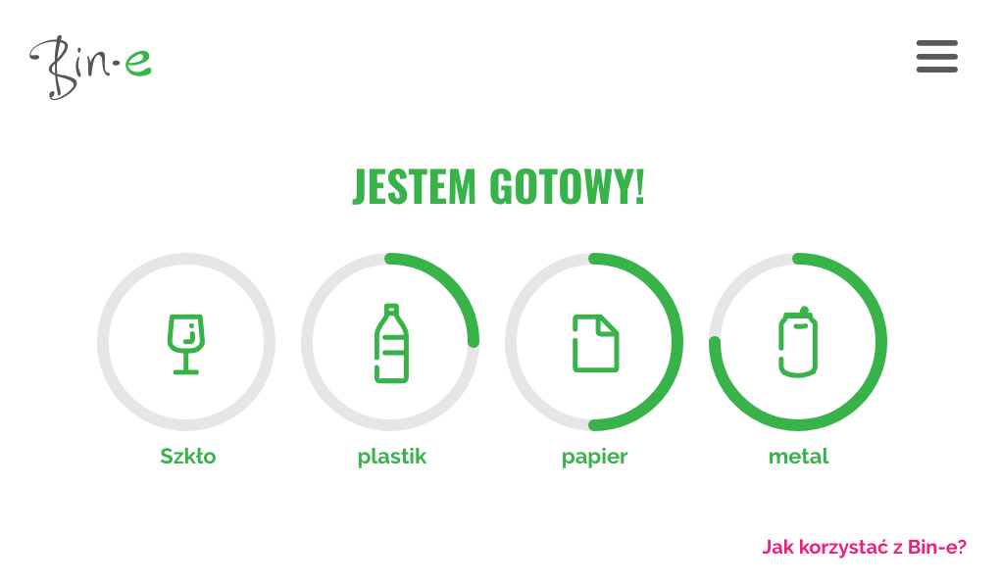 Bin-e
JESTEM GOTOWY!
Szkło
plastik
papier
metal
Jak korzystać z Bin-e?